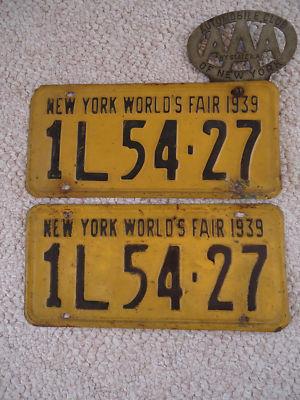 AUTOMOBILE CLUB
AAA
OF NEW YORK
NEW YORK WORLD'S FAIR 1939
1L 54·27
NEW YORK WORLD'S FAIR 1939
1L 54·27